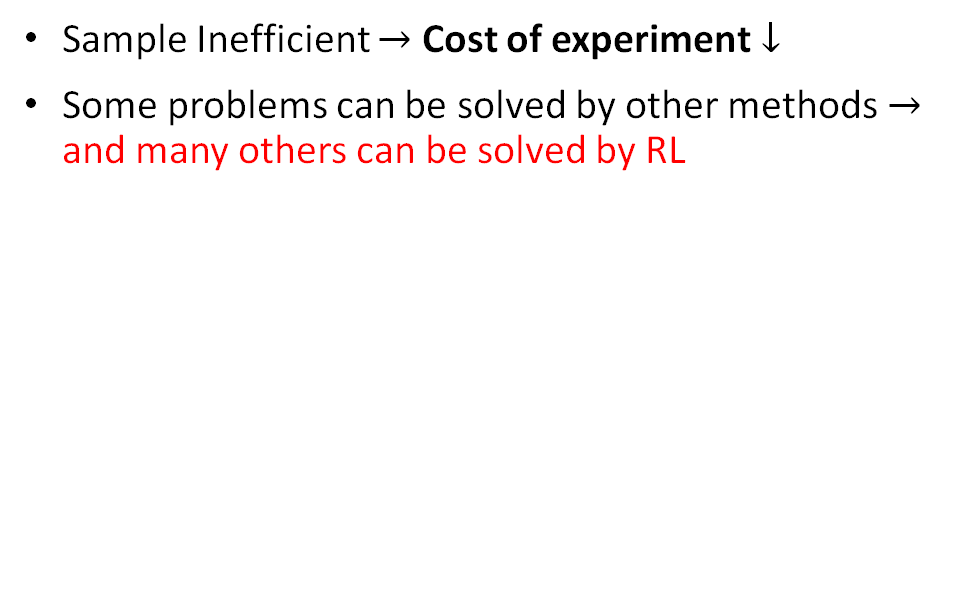 • Sample Inefficient → Cost of experiment ↓
• Some problems can be solved by other methods →
and many others can be solved by RL